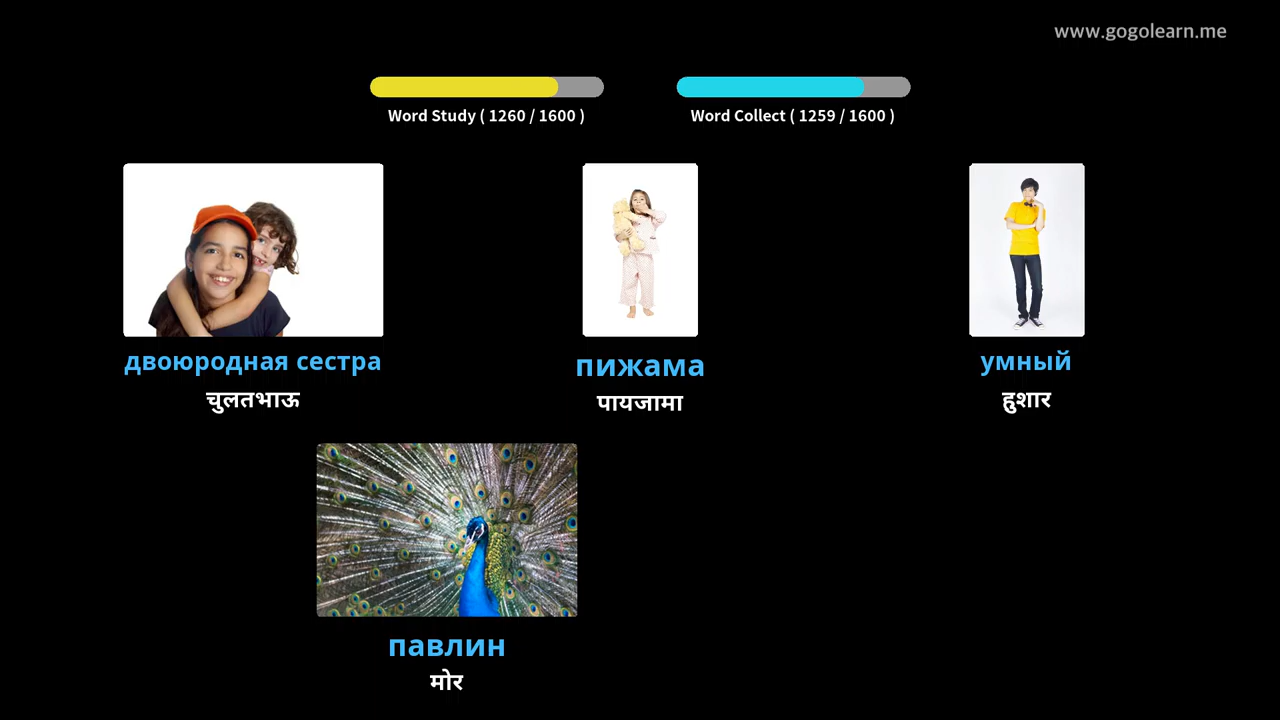 www.gogolearn.me
Word Study ( 1260 / 1600 )
Word Collect ( 1259 / 1600 )
двоюродная сестра
चुलतभाऊ
пижама
पायजामा
умный
हुशार
павлин
मोर